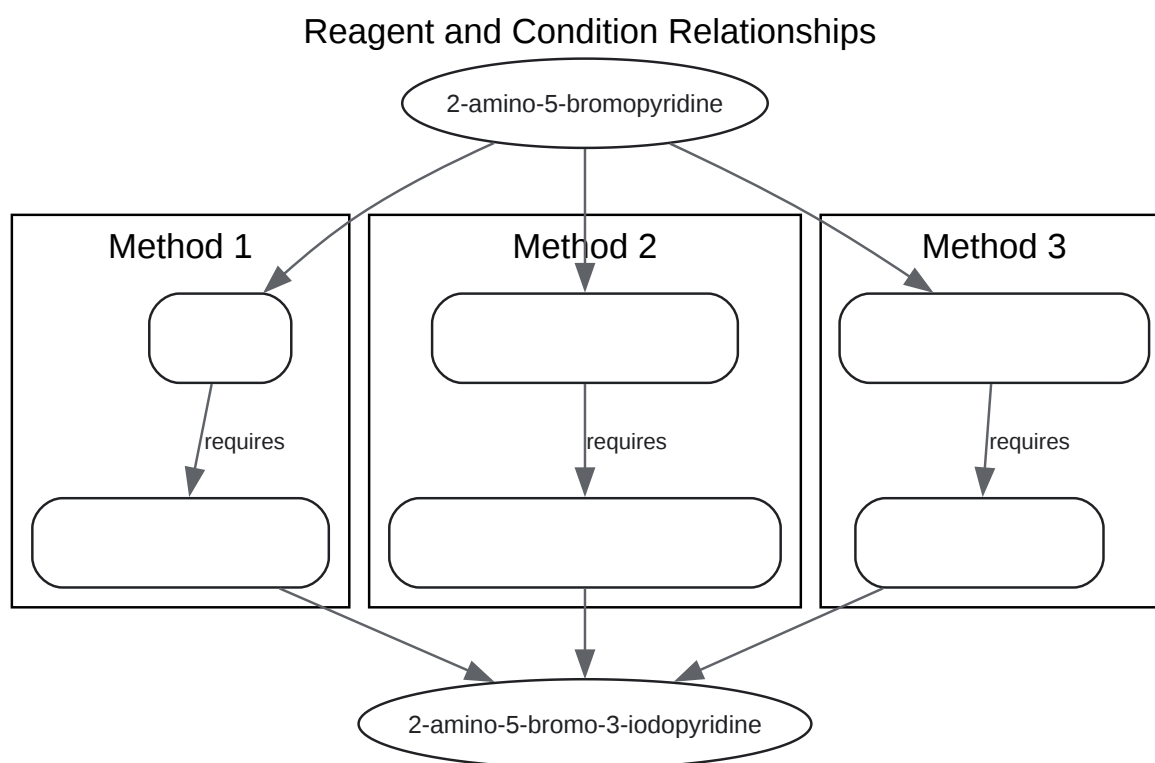 Reagent and Condition Relationships
2-amino-5-bromopyridine
Method 1
Method 2
Method 3
requires
requires
requires
2-amino-5-bromo-3-iodopyridine